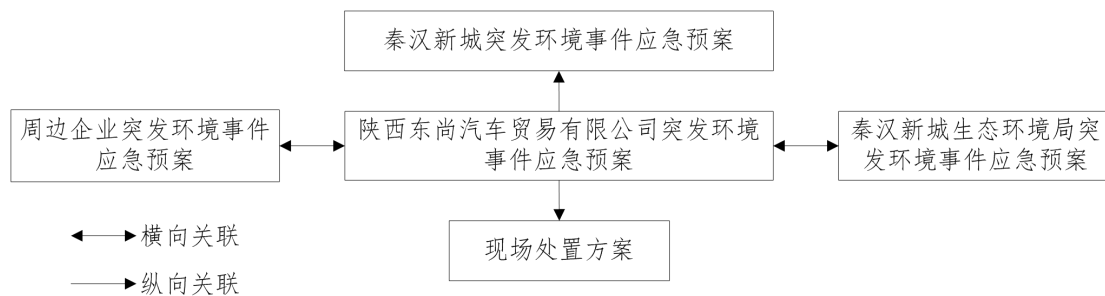 秦汉新城突发环境事件应急预案
周边企业突发环境事件
应急预案
陕西东尚汽车贸易有限公司突发环境
事件应急预案
秦汉新城生态环境局突
发环境事件应急预案
横向关联
现场处置方案
纵向关联